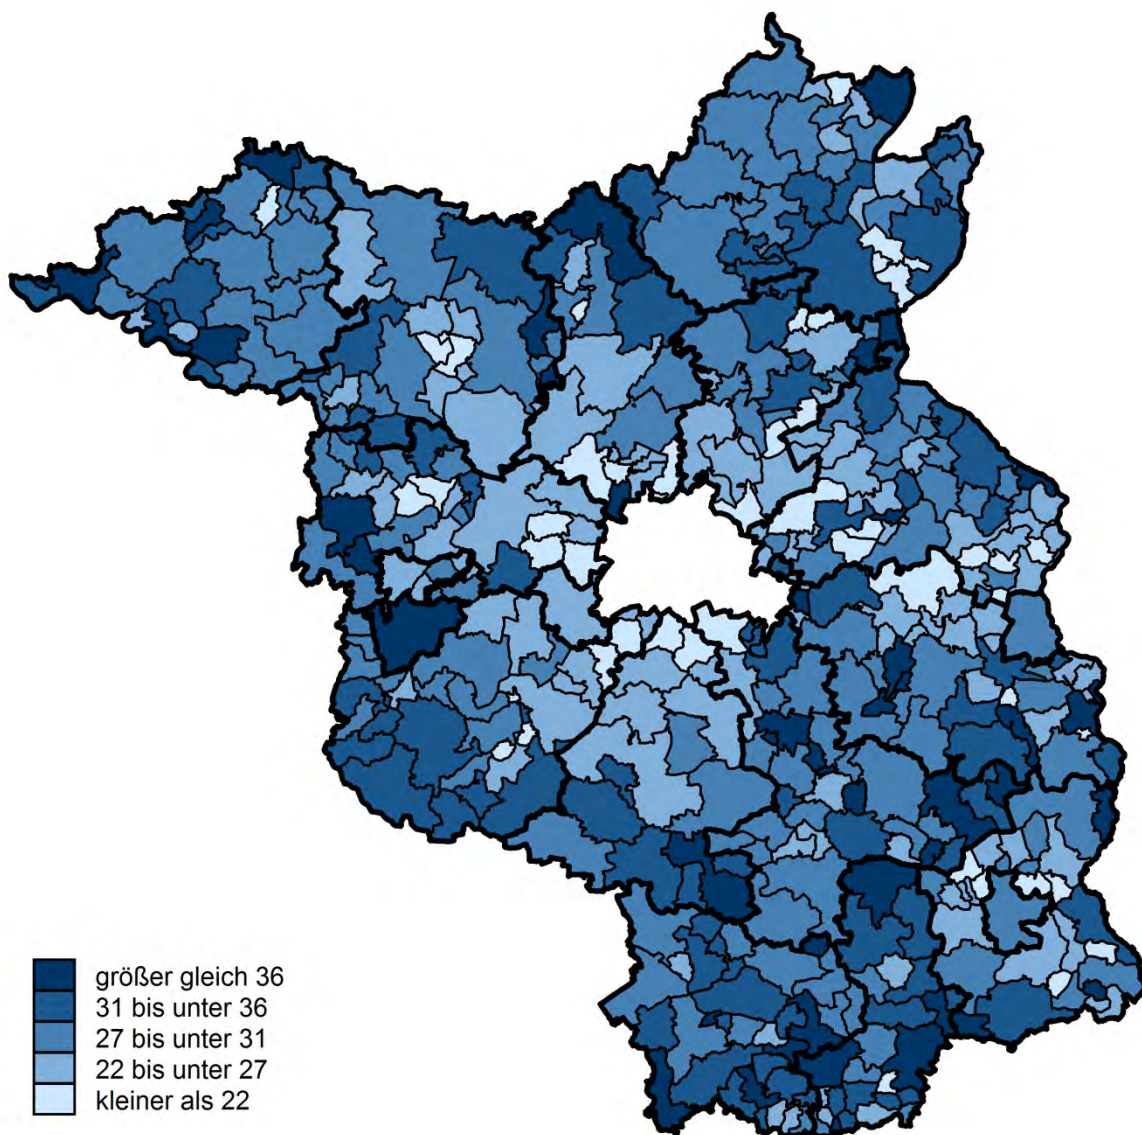 größer gleich 36
31 bis unter 36
27 bis unter 31
22 bis unter 27
kleiner als 22